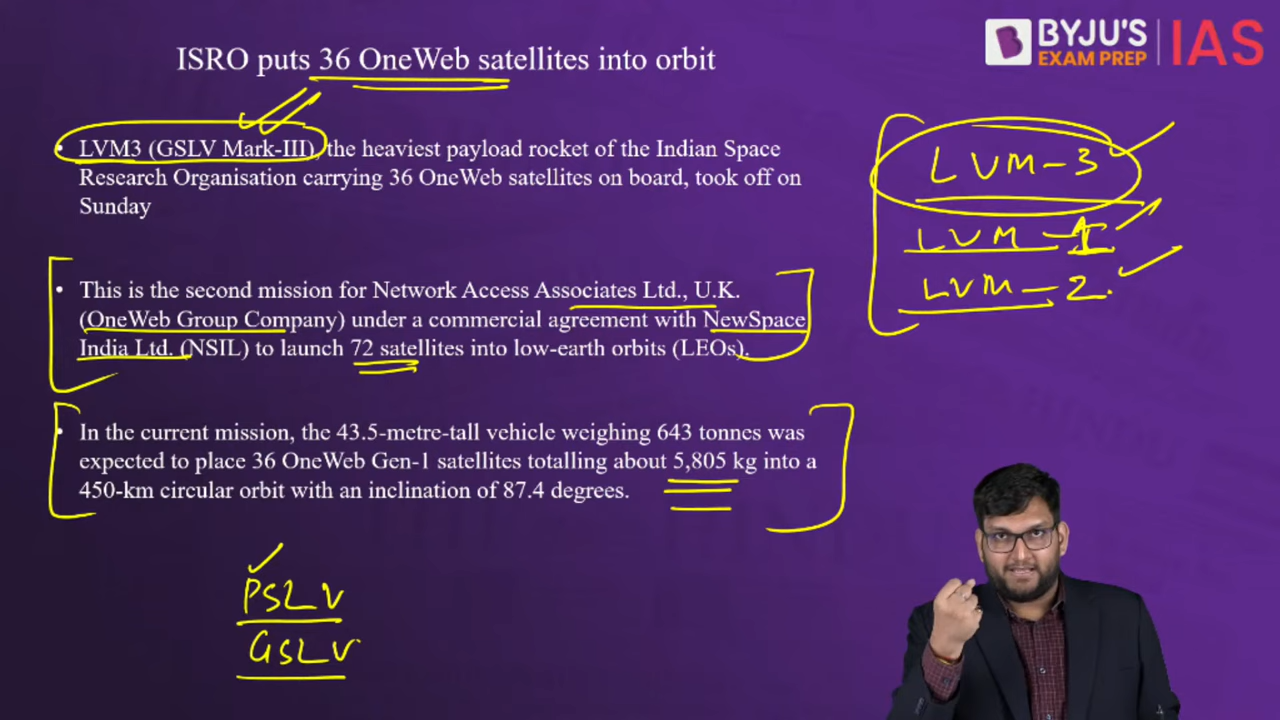 ISRO puts 36 OneWeb satellites into orbit
BYJU'S
EXAM PREP
IAS
• LVM3 (GSLV Mark-III), the heaviest payload rocket of the Indian Space
Research Organisation carrying 36 OneWeb satellites on board, took off on
Sunday
LVM-3
LVM-I
LVM-2.
• This is the second mission for Network Access Associates Ltd., U.K.
(OneWeb Group Company) under a commercial agreement with NewSpace
India Ltd. (NSIL) to launch 72 satellites into low-earth orbits (LEOs).
• In the current mission, the 43.5-metre-tall vehicle weighing 643 tonnes was
expected to place 36 OneWeb Gen-1 satellites totalling about 5,805 kg into a
450-km circular orbit with an inclination of 87.4 degrees.
PSLV
GSLV